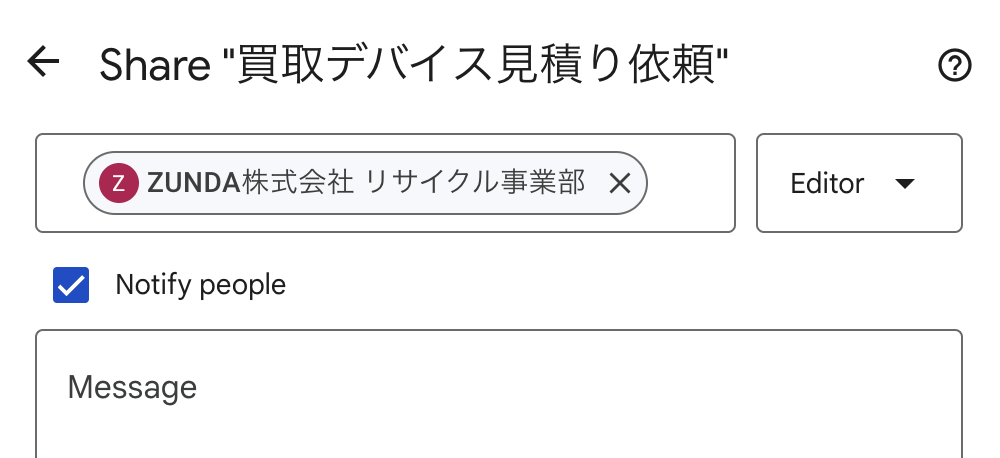 Share "買取デバイス見積り依頼"
Z ZUNDA株式会社 リサイクル事業部
Editor
Notify people
Message